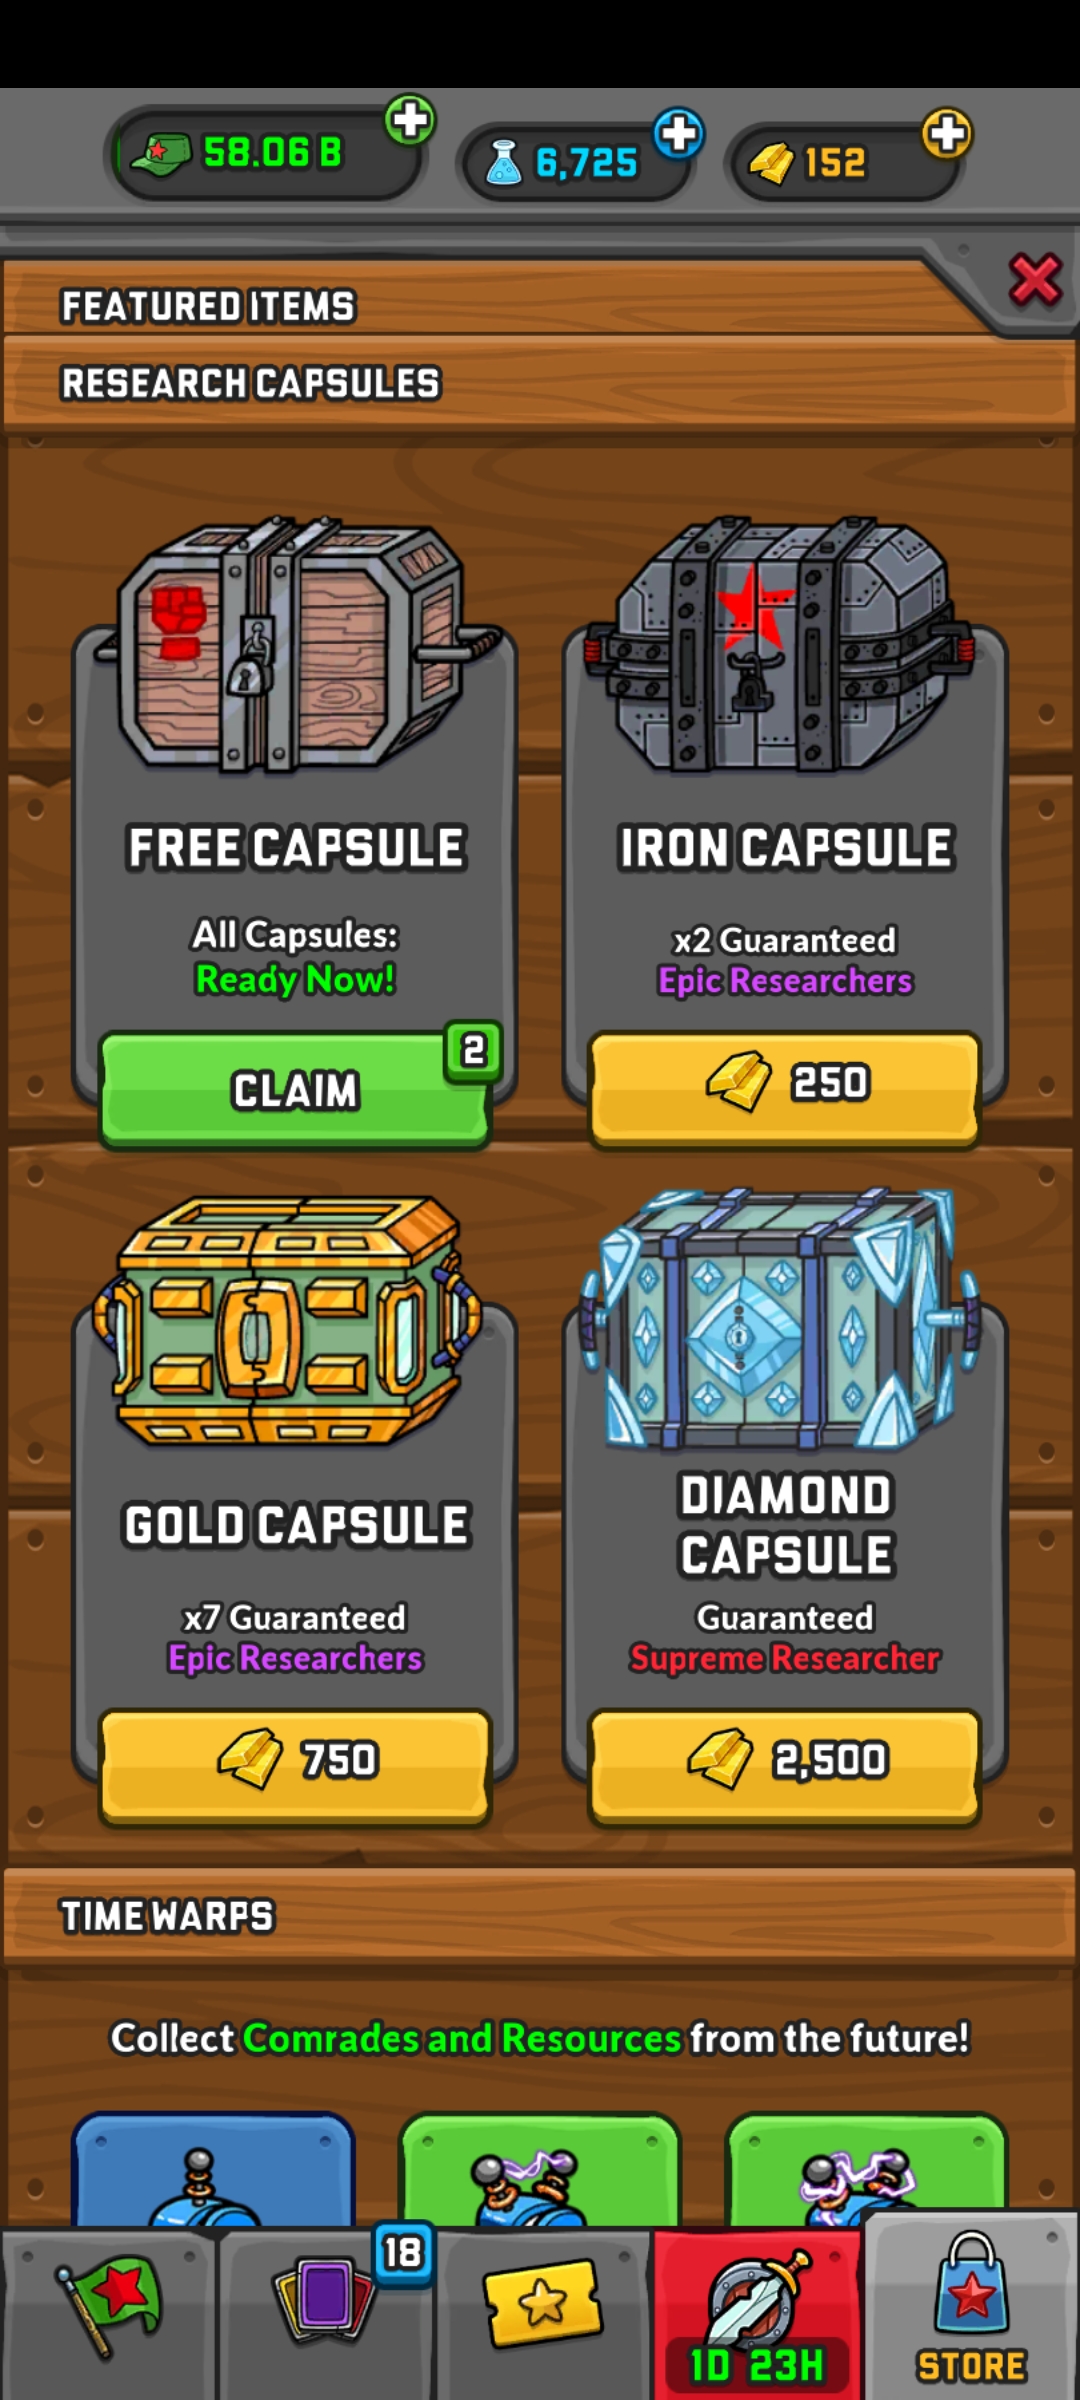 58.06 B
6,725
152
FEATURED ITEMS
RESEARCH CAPSULES
FREE CAPSULE
All Capsules:
Ready Now!
CLAIM
2
IRON CAPSULE
x2 Guaranteed
Epic Researchers
250
GOLD CAPSULE
x7 Guaranteed
Epic Researchers
750
DIAMOND
CAPSULE
Guaranteed
Supreme Researcher
2,500
TIME WARPS
Collect Comrades and Resources from the future!
18
1D 23H
STORE